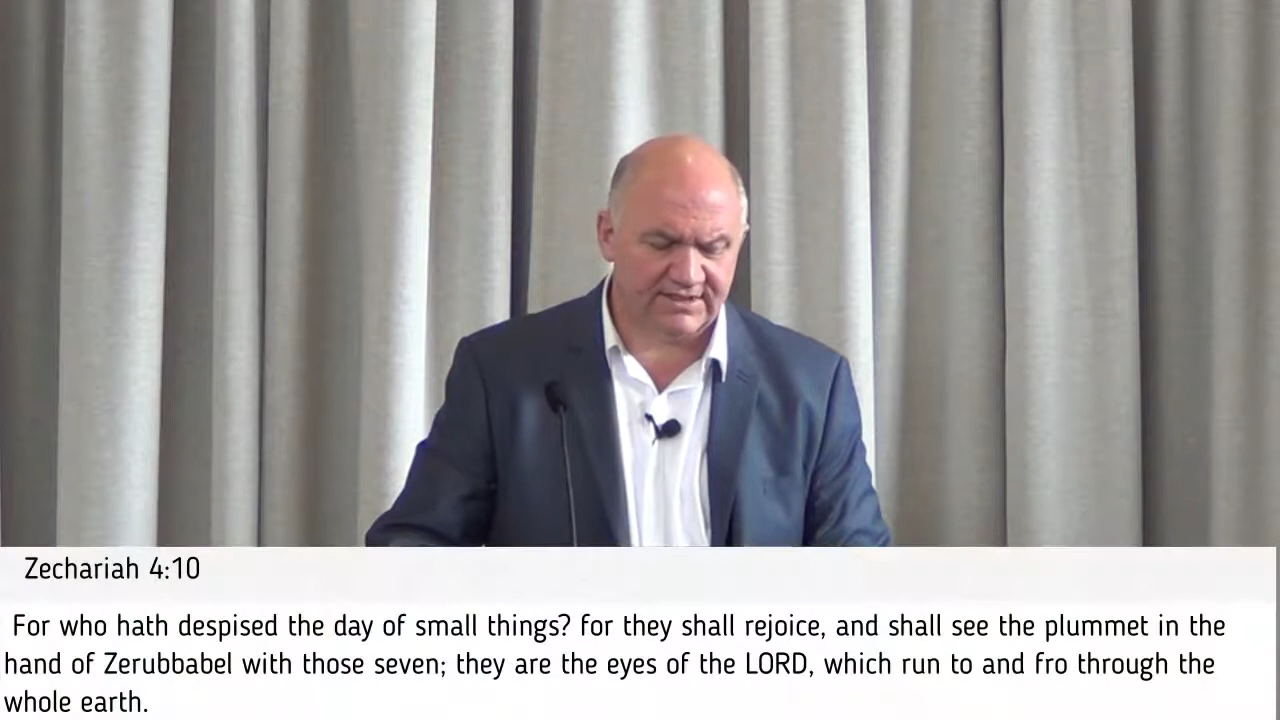 Zechariah 4:10
For who hath despised the day of small things? for they shall rejoice, and shall see the plummet in the
hand of Zerubbabel with those seven; they are the eyes of the LORD, which run to and fro through the
whole earth.